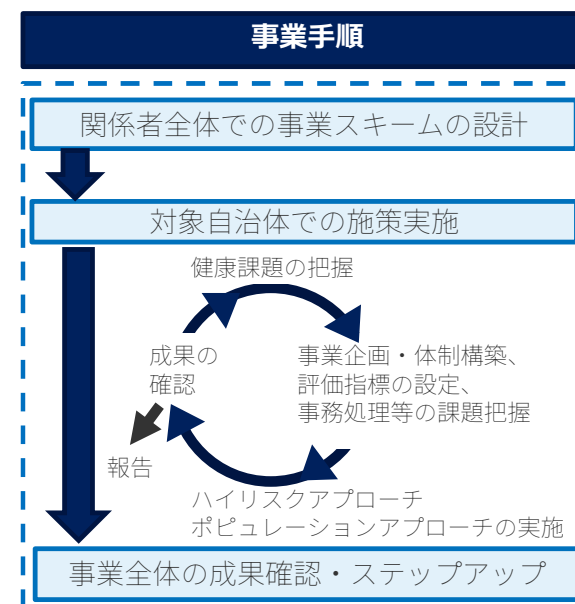 事業手順
関係者全体での事業スキームの設計
対象自治体での施策実施
健康課題の把握
事業企画・体制構築、
評価指標の設定、
事務処理等の課題把握
ハイリスクアプローチ
ポピュレーションアプローチの実施
成果の
確認
報告
事業全体の成果確認・ステップアップ